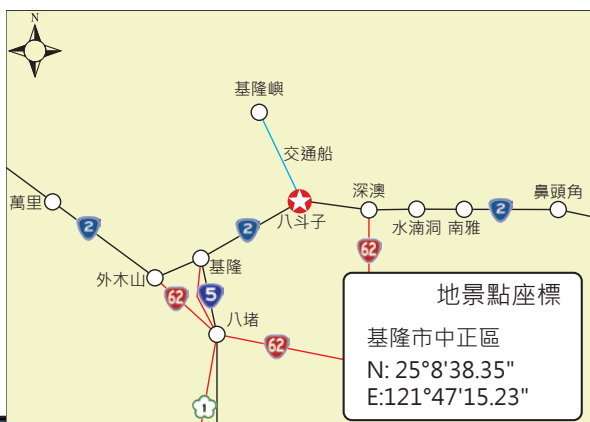 N
基隆嶼
交通船
萬里
2
2
八斗子
深澳
水湳洞
南雅
2
鼻頭角
外木山
62
基隆
5
62
八堵
62
1
地景點座標
基隆市中正區
N: 25°8'38.35"
E:121°47'15.23"